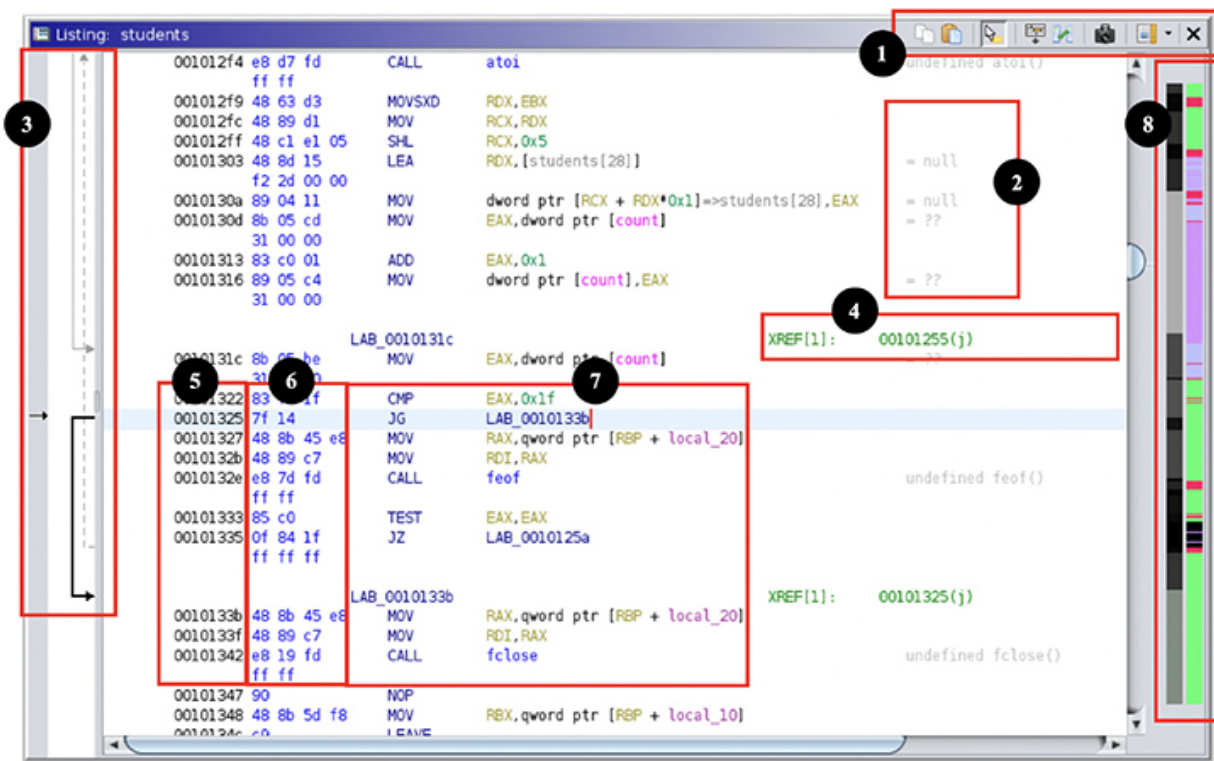 Listing: students
1
001012f4 e8 d7 fd CALL atoi undefined atoi()
ff ff
3
001012f9 48 63 d3 MOVSXD RDX,EBX
8
001012fc 48 89 d1 MOV RCX,RDX
001012ff 48 c1 e1 05 SHL RCX,0x5
00101303 48 8d 15 LEA RDX,[students[28]] = null
f2 2d 00 00
2
0010130a 89 04 11 MOV dword ptr [RCX + RDX*0x1]=>students[28],EAX = null
0010130d 8b 05 cd MOV EAX,dword ptr [count] = ??
31 00 00
00101313 83 c0 01 ADD EAX,0x1
00101316 89 05 c4 MOV dword ptr [count],EAX = ??
31 00 00
4
LAB_0010131c XREF[1]: 00101255(j)
0010131c 8b be MOV EAX,dword ptr [count] = ??
5 6 7
31
00101322 83 CMP EAX,0x1f
00101325 7f 14 JG LAB_0010133b
00101327 48 8b 45 e8 MOV RAX,qword ptr [RBP + local_20]
0010132b 48 89 c7 MOV RDI,RAX
0010132e e8 7d fd CALL feof undefined feof()
ff ff
00101333 85 c0 TEST EAX,EAX
00101335 0f 84 1f JZ LAB_0010125a
ff ff ff
LAB_0010133b XREF[1]: 00101325(j)
0010133b 48 8b 45 e8 MOV RAX,qword ptr [RBP + local_20]
0010133f 48 89 c7 MOV RDI,RAX
00101342 e8 19 fd CALL fclose undefined fclose()
ff ff
00101347 90 NOP
00101348 48 8b 5d f8 MOV RBX,qword ptr [RBP + local_10]
0010134c c9 LEAVE